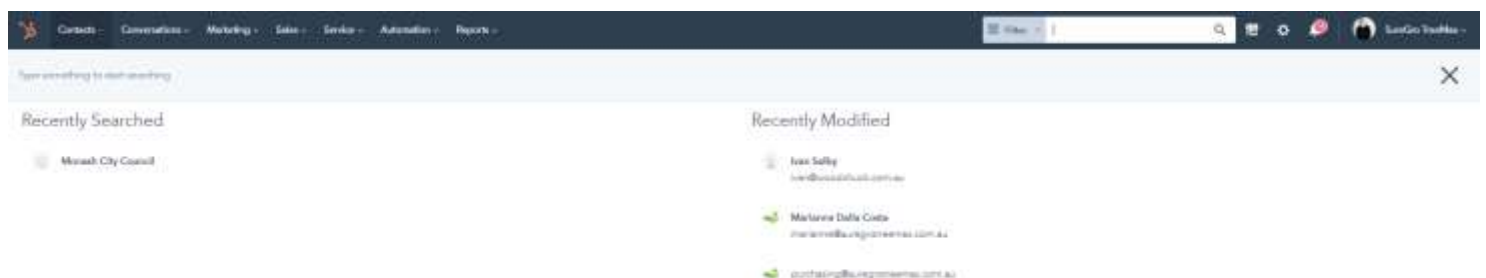 Contacts Conversations Marketing Sales Service Automation Reports
Filter
Type something to start searching
Recently Searched
Recently Modified
Monash City Council
Ivan Selby
Marianne Dalla Costa